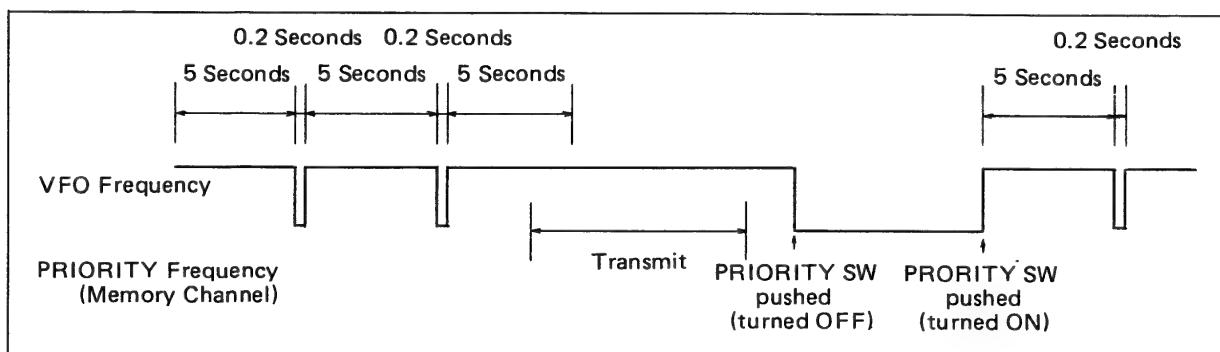 0.2 Seconds 0.2 Seconds
0.2 Seconds
5 Seconds 5 Seconds 5 Seconds
5 Seconds
VFO Frequency
PRIORITY Frequency
(Memory Channel)
Transmit
PRIORITY SW
pushed
(turned OFF)
PRORITY SW
pushed
(turned ON)